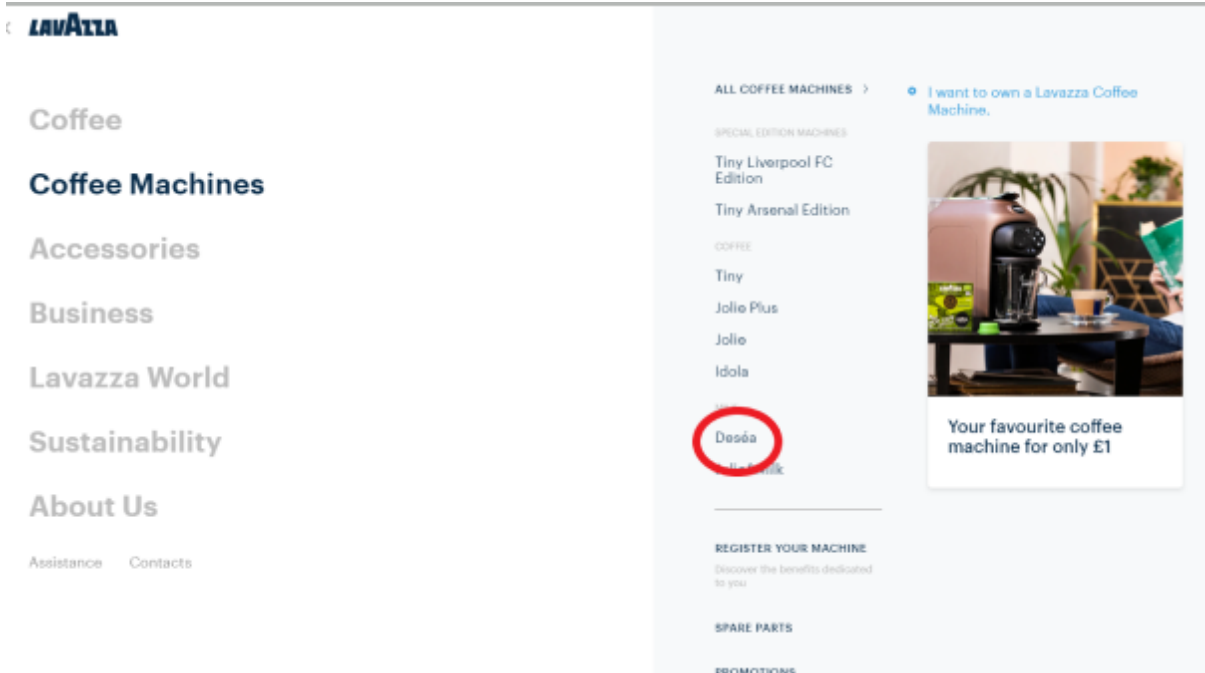 LAVAZZA
Coffee
Coffee Machines
Accessories
Business
Lavazza World
Sustainability
About Us
Assistance Contacts
ALL COFFEE MACHINES >
SPECIAL EDITION MACHINES
Tiny Liverpool FC
Edition
Tiny Arsenal Edition
COFFEE
Tiny
Jolie Plus
Jolie
Idola
Deséa
REGISTER YOUR MACHINE
Discover the benefits dedicated
to you
SPARE PARTS
PROMOTIONS
I want to own a Lavazza Coffee
Machine.
Your favourite coffee
machine for only £1